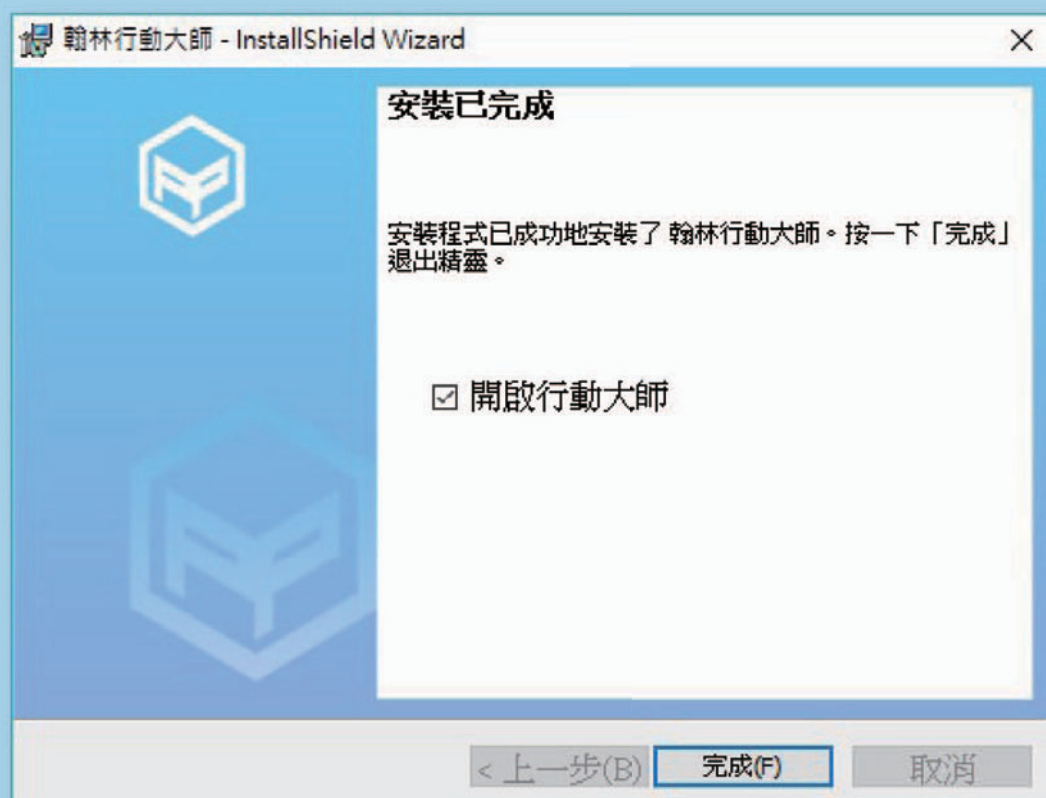 翰林行動大師 - InstallShield Wizard
安裝已完成
安裝程式已成功地安裝了 翰林行動大師。按一下「完成」
退出精靈。
開啟行動大師
< 上一步(B)
完成(F)
取消